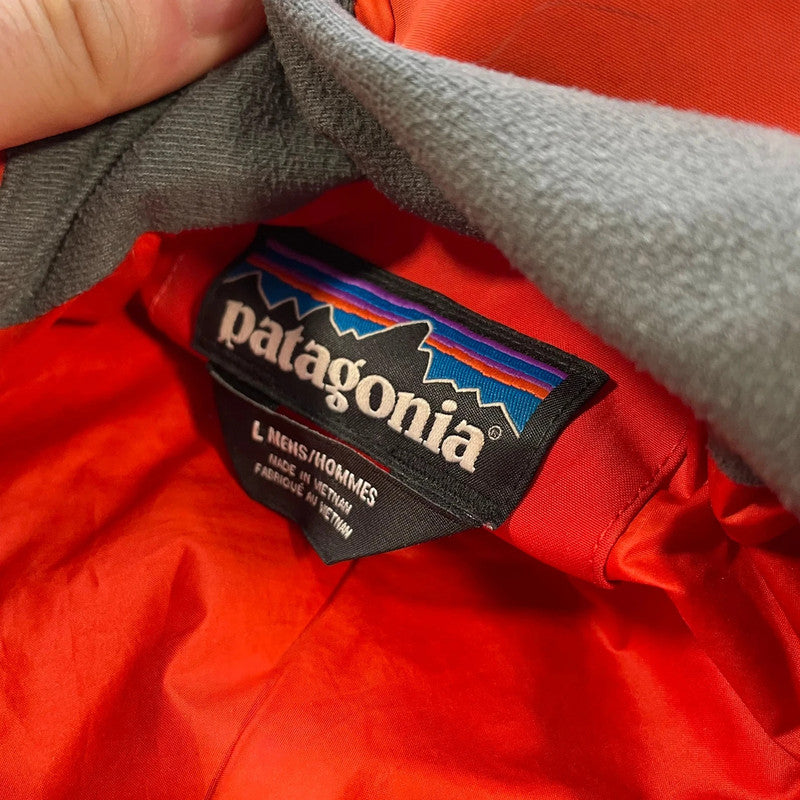 patagonia®
L MENS/HOMMES
MADE IN VIETNAM
FABRIQUÉ AU VIETNAM